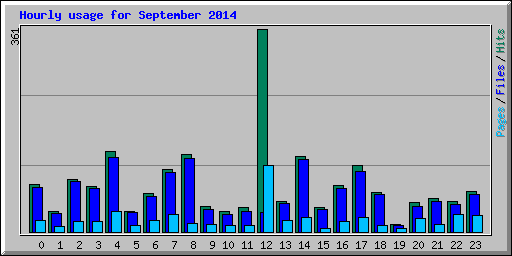 Hourly usage for September 2014
361
Pages / Files / Hits
0 1 2 3 4 5 6 7 8 9 10 11 12 13 14 15 16 17 18 19 20 21 22 23